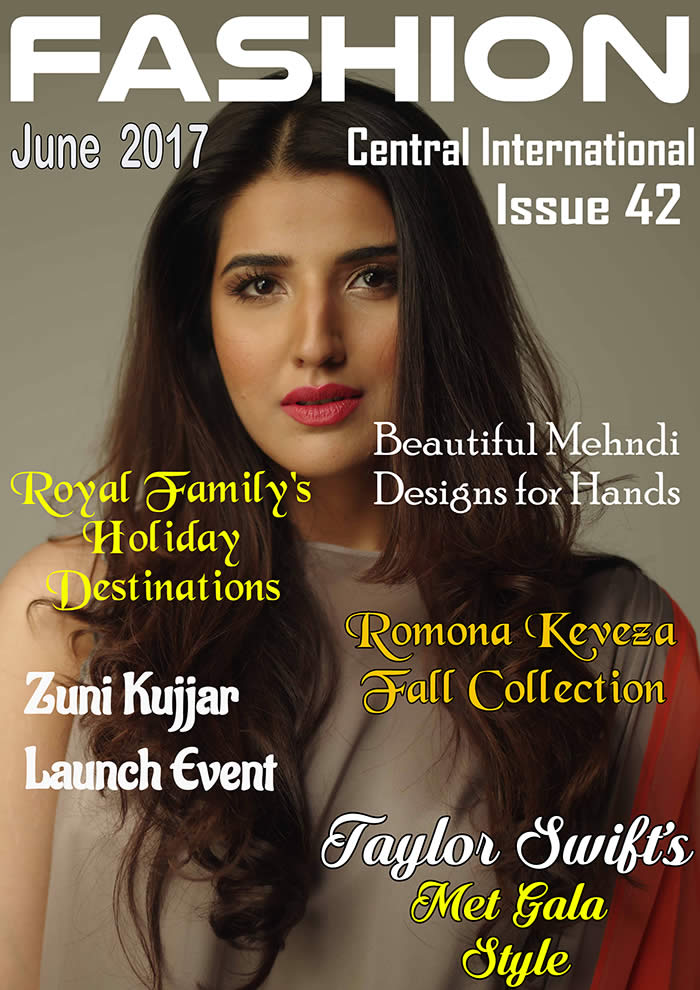 FASHION
June 2017
Central International
Issue 42
Beautiful Mehndi
Designs for Hands
Royal Family's
Holiday
Destinations
Romona Keveza
Fall Collection
Zuni Kujjar
Launch Event
Taylor Swift's
Met Gala
Style